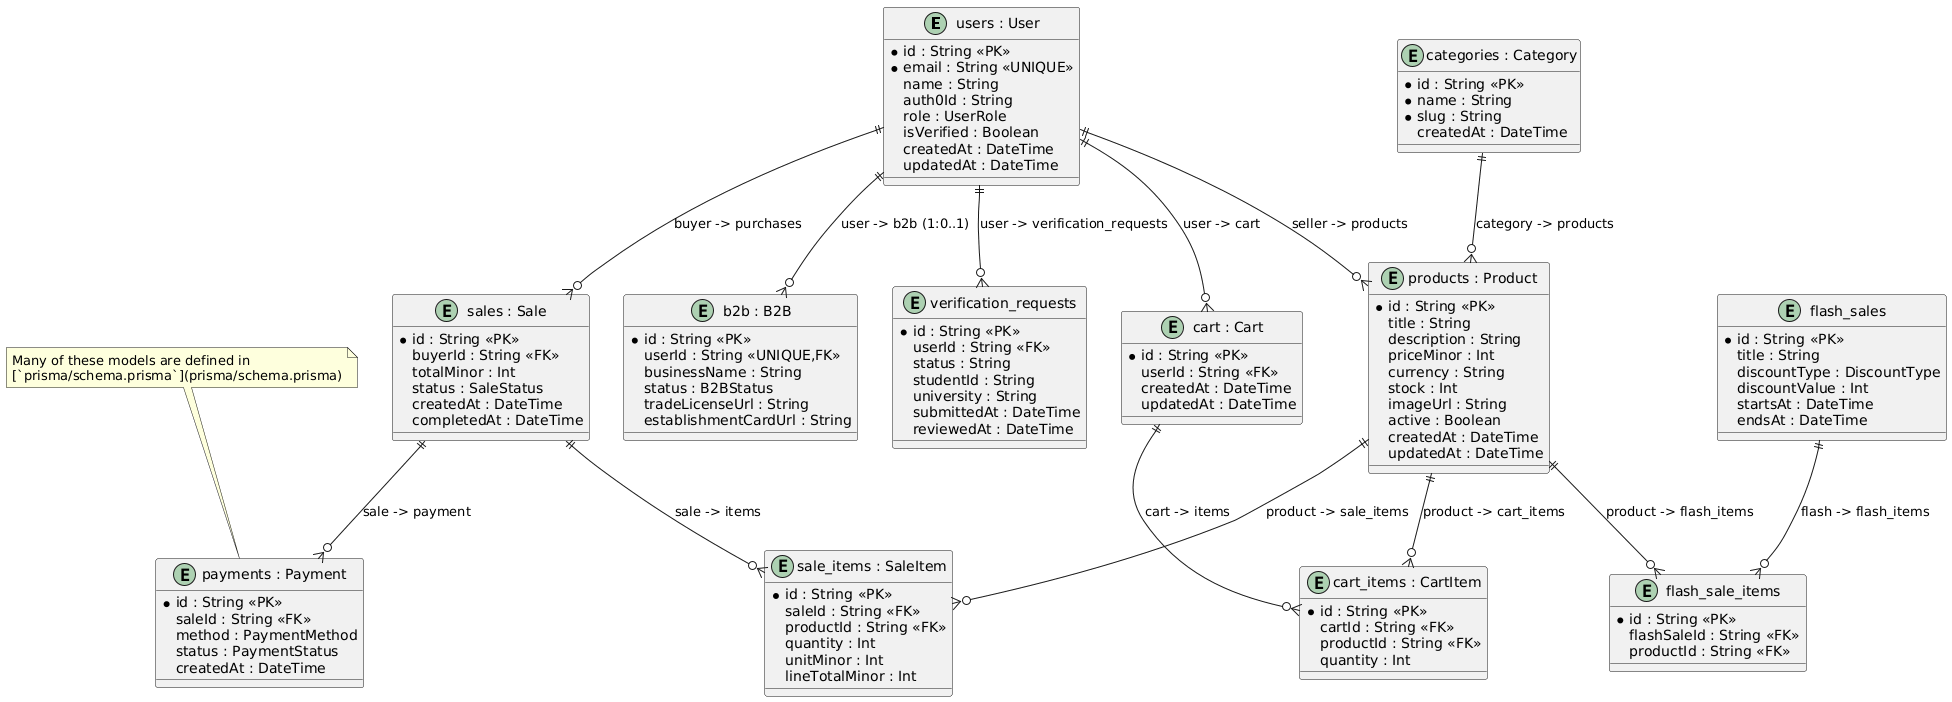 E users : User
* id : String «PK»
* email : String «UNIQUE»
name : String
auth0Id : String
role : UserRole
isVerified : Boolean
createdAt : DateTime
updatedAt : DateTime
E categories : Category
* id : String «PK»
* name : String
* slug : String
createdAt : DateTime
buyer -> purchases
user -> b2b (1:0..1)
user -> verification_requests
user -> cart
seller -> products
category -> products
Many of these models are defined in
[`prisma/schema.prisma`](prisma/schema.prisma)
E sales : Sale
* id : String «PK»
buyerId : String «FK»
totalMinor : Int
status : SaleStatus
createdAt : DateTime
completedAt : DateTime
E b2b : B2B
* id : String «PK»
userId : String «UNIQUE,FK»
businessName : String
status : B2BStatus
tradeLicenseUrl : String
establishmentCardUrl : String
E verification_requests
* id : String «PK»
userId : String «FK»
status : String
studentId : String
university : String
submittedAt : DateTime
reviewedAt : DateTime
E cart : Cart
* id : String «PK»
userId : String «FK»
createdAt : DateTime
updatedAt : DateTime
E products : Product
* id : String «PK»
title : String
description : String
priceMinor : Int
currency : String
stock : Int
imageUrl : String
active : Boolean
createdAt : DateTime
updatedAt : DateTime
E flash_sales
* id : String «PK»
title : String
discountType : DiscountType
discountValue : Int
startsAt : DateTime
endsAt : DateTime
sale -> payment
sale -> items
cart -> items
product -> sale_items
product -> cart_items
product -> flash_items
flash -> flash_items
E payments : Payment
* id : String «PK»
saleId : String «FK»
method : PaymentMethod
status : PaymentStatus
createdAt : DateTime
E sale_items : SaleItem
* id : String «PK»
saleId : String «FK»
productId : String «FK»
quantity : Int
unitMinor : Int
lineTotalMinor : Int
E cart_items : CartItem
* id : String «PK»
cartId : String «FK»
productId : String «FK»
quantity : Int
E flash_sale_items
* id : String «PK»
flashSaleId : String «FK»
productId : String «FK»